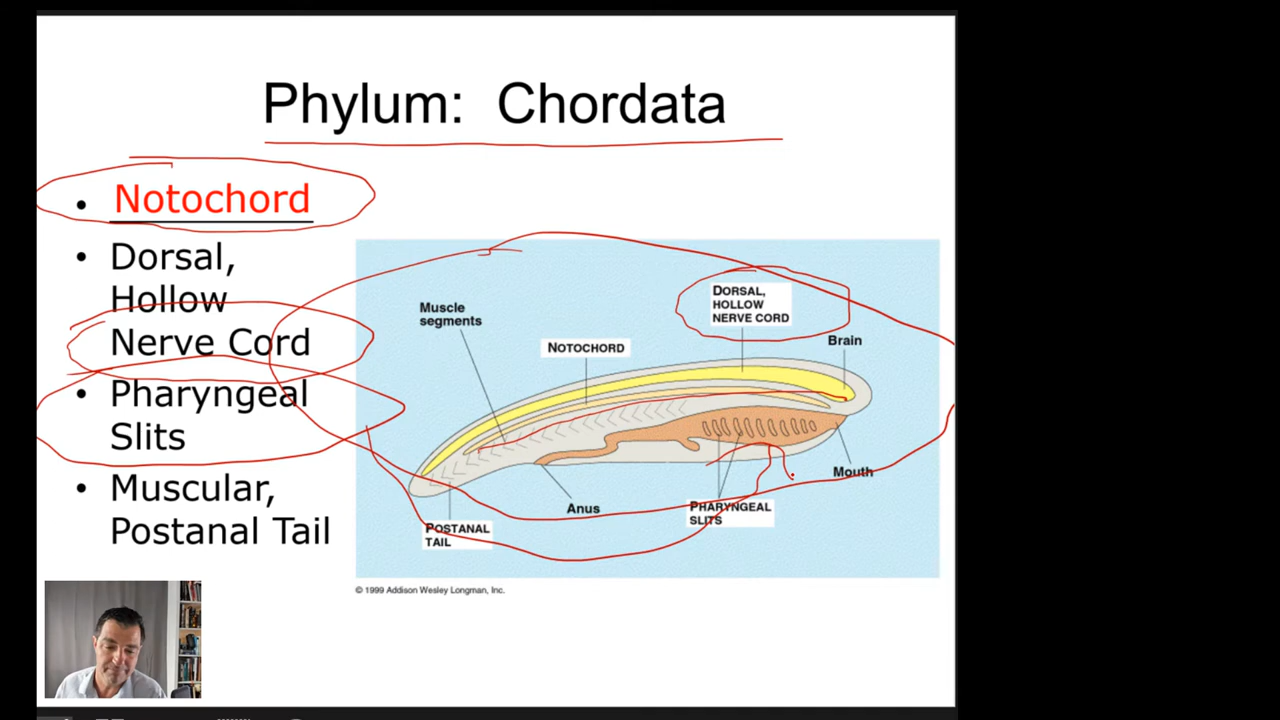 Phylum: Chordata
• Notochord
• Dorsal,
Hollow
Nerve Cord
• Pharyngeal
Slits
• Muscular,
Postanal Tail
DORSAL,
HOLLOW
NERVE CORD
Muscle
segments
NOTOCHORD
Brain
Mouth
Anus
PHARYNGEAL
SLITS
POSTANAL
TAIL
© 1999 Addison Wesley Longman, Inc.